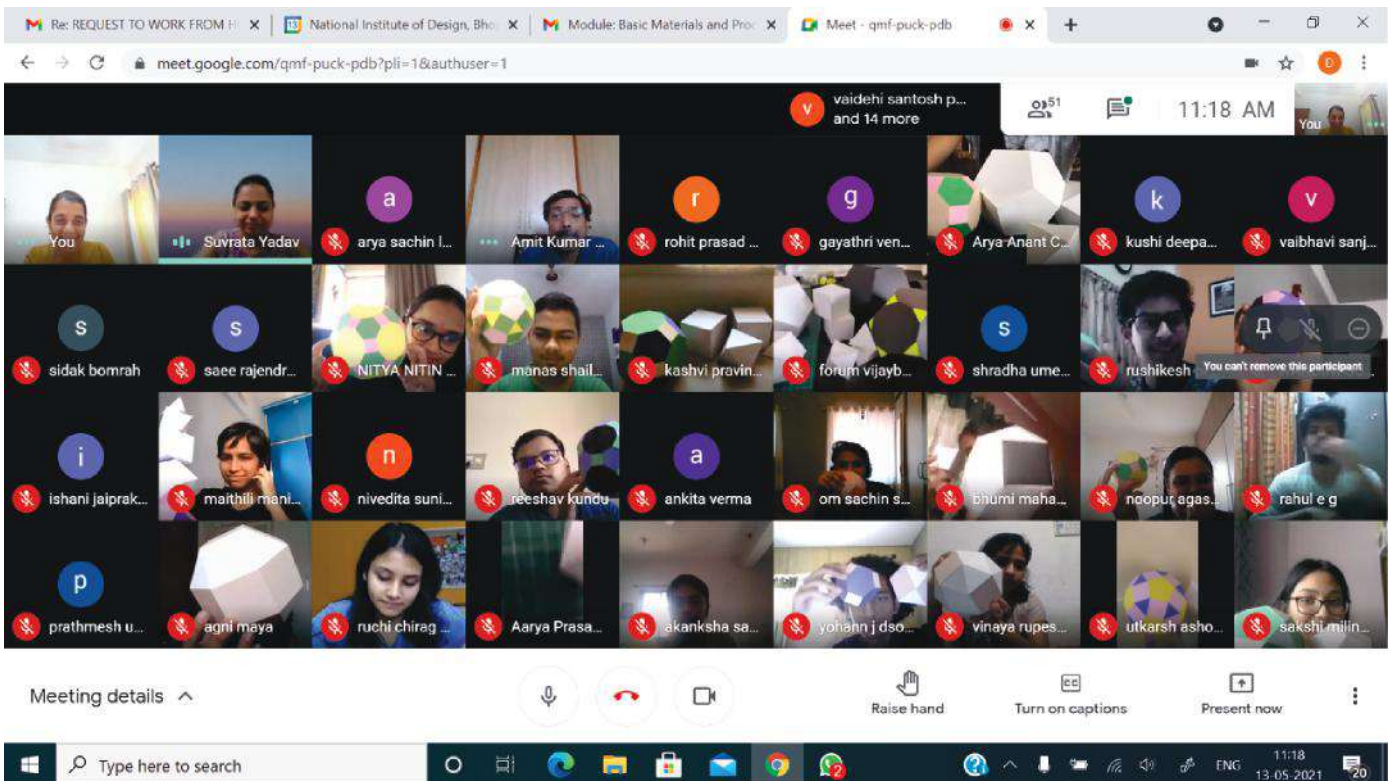 Re: REQUEST TO WORK FROM H
National Institute of Design, Bho
Module: Basic Materials and Proc
Meet - qmf-puck-pdb
meet.google.com/qmf-puck-pdb?pli=1&authuser=1
D
v
vaidehi santosh p...
and 14 more
51
11:18 AM
You
You
Suvrata Yadav
a
arya sachin l...
Amit Kumar ...
r
rohit prasad ...
g
gayathri ven...
Arya Anant C...
k
kushi deepa...
v
vaibhavi sanj...
s
sidak bomrah
s
saee rajendr...
NITYA NITIN ...
manas shail...
kashvi pravin...
forum vijayb...
s
shradha ume...
rushikesh
You can't remove this participant
i
ishani jaiprak...
maithili mani...
n
nivedita suni...
reeshav kundu
a
ankita verma
om sachin s...
bhumi maha...
noopur agas...
rahul e g
p
prathmesh u...
agni maya
ruchi chirag ...
Aarya Prasa...
akanksha sa...
yohann j dso...
vinaya rupes...
utkarsh asho...
sakshi milin...
Meeting details
Raise hand
CC
Turn on captions
Present now
Type here to search
2
ENG
11:18
13-05-2021
20